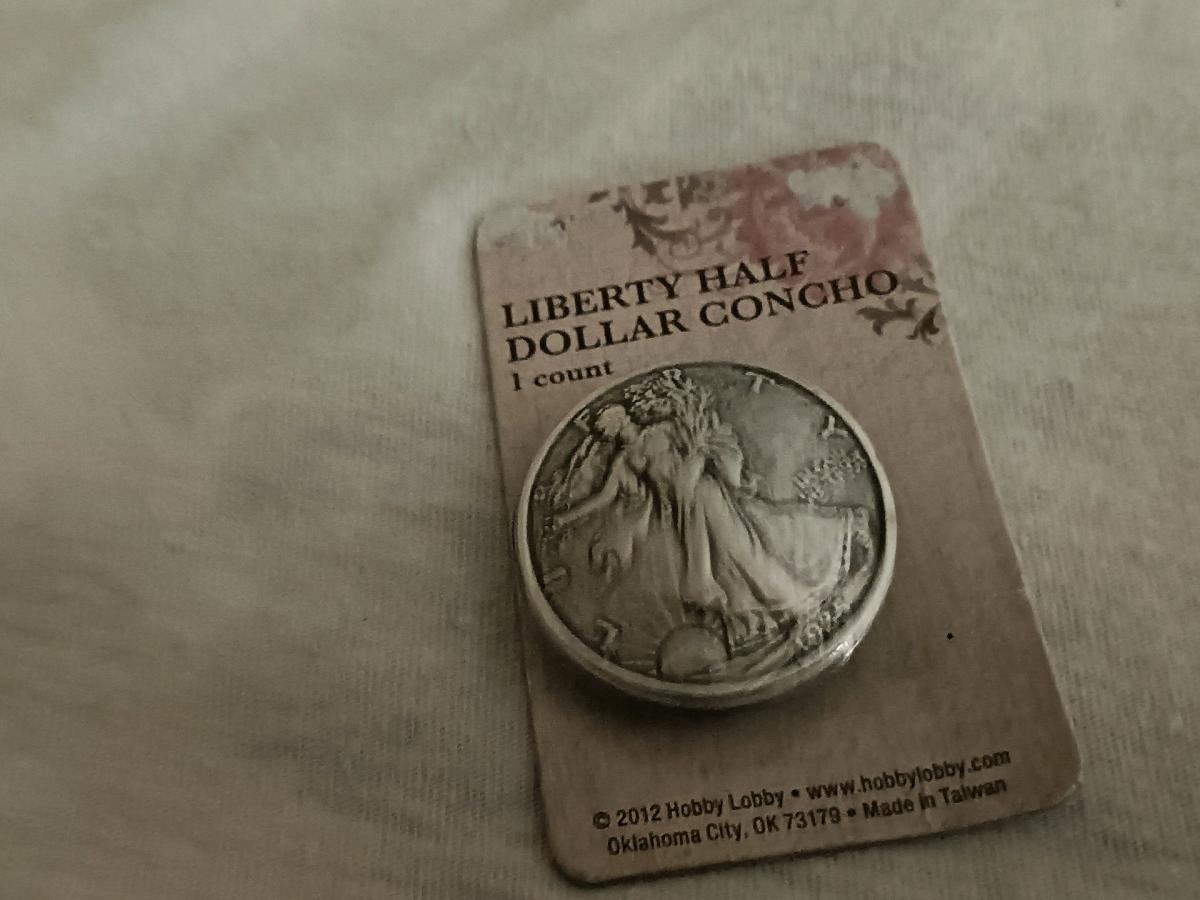 LIBERTY HALF
DOLLAR CONCHO
1 count
© 2012 Hobby Lobby • www.hobbylobby.com
Oklahoma City, OK 73179 • Made in Taiwan